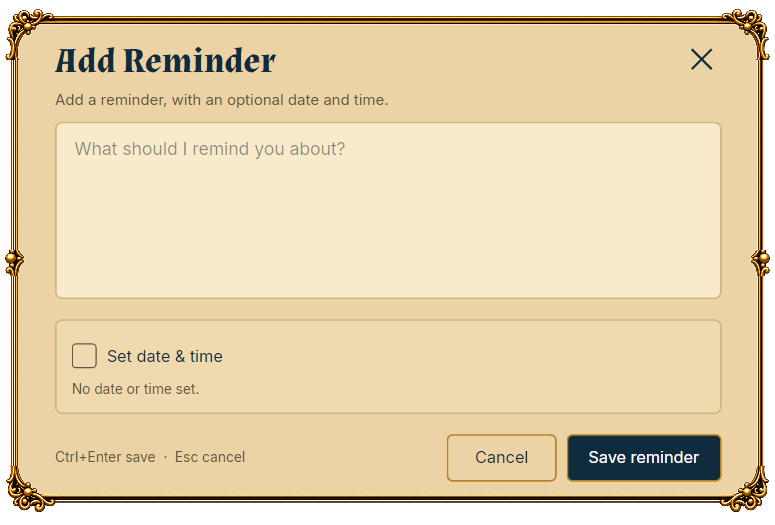 Add Reminder
Add a reminder, with an optional date and time.
What should I remind you about?
Set date & time
No date or time set.
Ctrl+Enter save · Esc cancel
Cancel
Save reminder